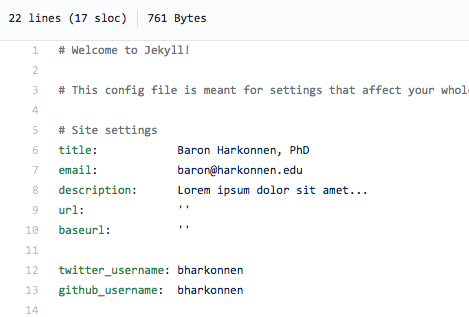 22 lines (17 sloc) 761 Bytes
1 # Welcome to Jekyll!
2
3 # This config file is meant for settings that affect your whol
4
5 # Site settings
6 title: Baron Harkonnen, PhD
7 email: baron@harkonnen.edu
8 description: Lorem ipsum dolor sit amet...
9 url: ''
10 baseurl: ''
11
12 twitter_username: bharkonnen
13 github_username: bharkonnen
14